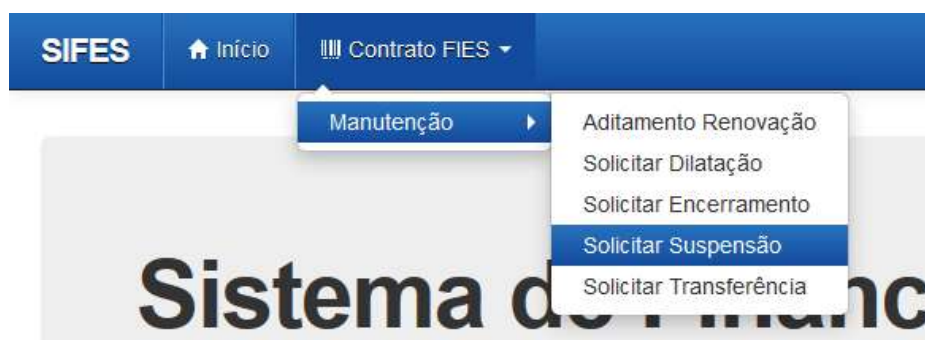 SIFES Início Contrato FIES
Manutenção Aditamento Renovação
Solicitar Dilatação
Solicitar Encerramento
Solicitar Suspensão
Solicitar Transferência
Sistema